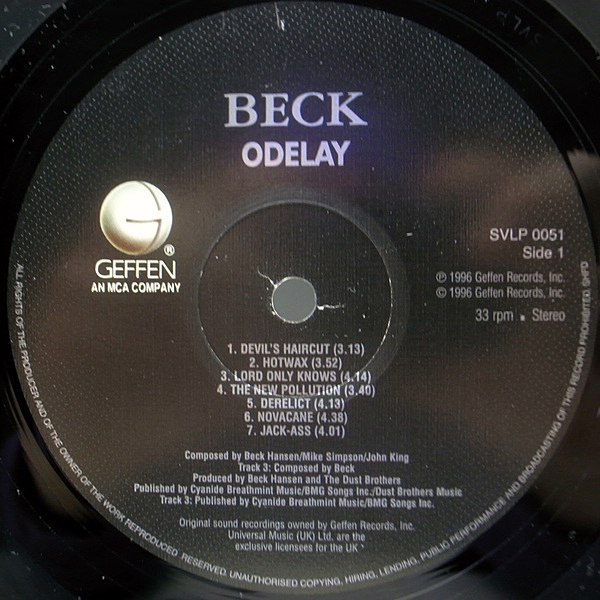 BECK
ODELAY
GEFFEN
®
AN MCA COMPANY
SVLP 0051
Side 1
℗ 1996 Geffen Records, Inc.
© 1996 Geffen Records, Inc.
33 rpm ■ Stereo
1. DEVIL'S HAIRCUT (3.13)
2. HOTWAX (3.52)
3. LORD ONLY KNOWS (4.14)
4. THE NEW POLLUTION (3.40)
5. DERELICT (4.13)
6. NOVACANE (4.38)
7. JACK-ASS (4.01)
Composed by Beck Hansen/Mike Simpson/John King
Track 3: Composed by Beck
Produced by Beck Hansen and The Dust Brothers
Published by Cyanide Breathmint Music/BMG Songs Inc./Dust Brothers Music
Track 3: Published by Cyanide Breathmint Music/BMG Songs Inc.
Original sound recordings owned by Geffen Records, Inc.
Universal Music (UK) Ltd. are the
exclusive licensees for the UK
ALL RIGHTS OF THE PRODUCER AND OF THE OWNER OF THE WORK REPRODUCED RESERVED. UNAUTHORISED COPYING, HIRING, LENDING, PUBLIC PERFORMANCE AND BROADCASTING OF THIS RECORD PROHIBITED.